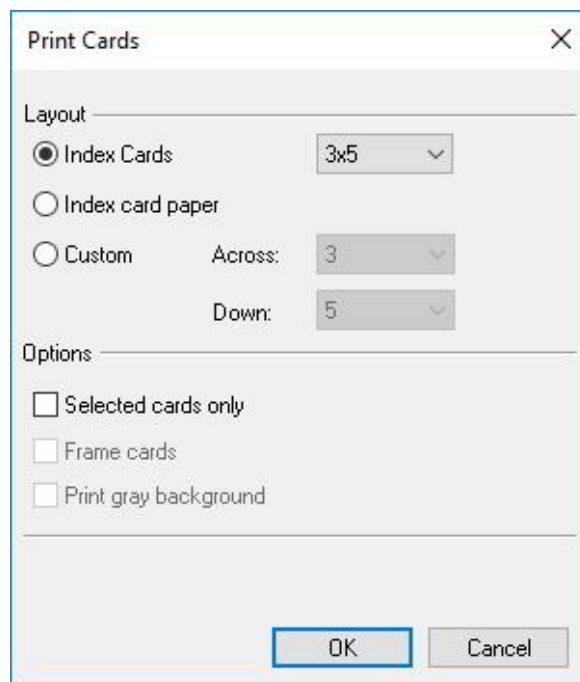 Print Cards
Layout
Index Cards 3x5
Index card paper
Custom Across: 3
Down: 5
Options
Selected cards only
Frame cards
Print gray background
OK Cancel